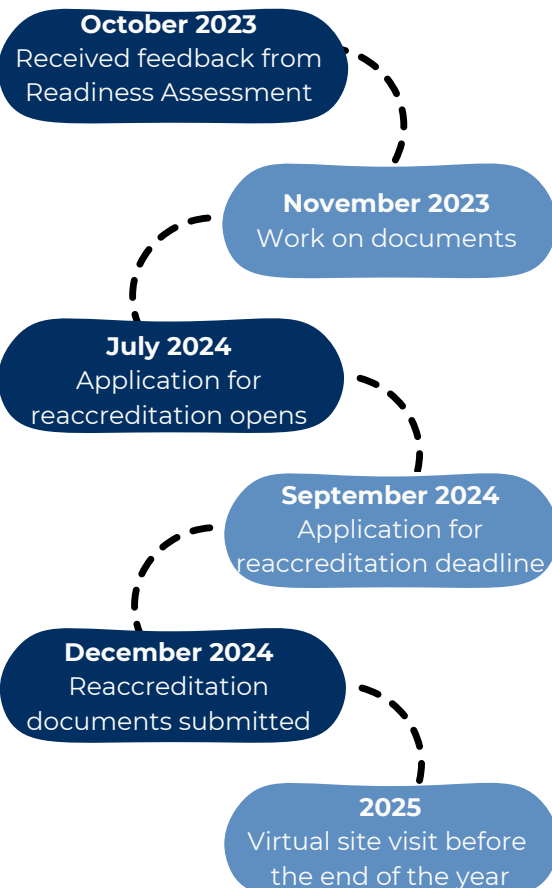 October 2023
Received feedback from
Readiness Assessment
November 2023
Work on documents
July 2024
Application for
reaccreditation opens
September 2024
Application for
reaccreditation deadline
December 2024
Reaccreditation
documents submitted
2025
Virtual site visit before
the end of the year